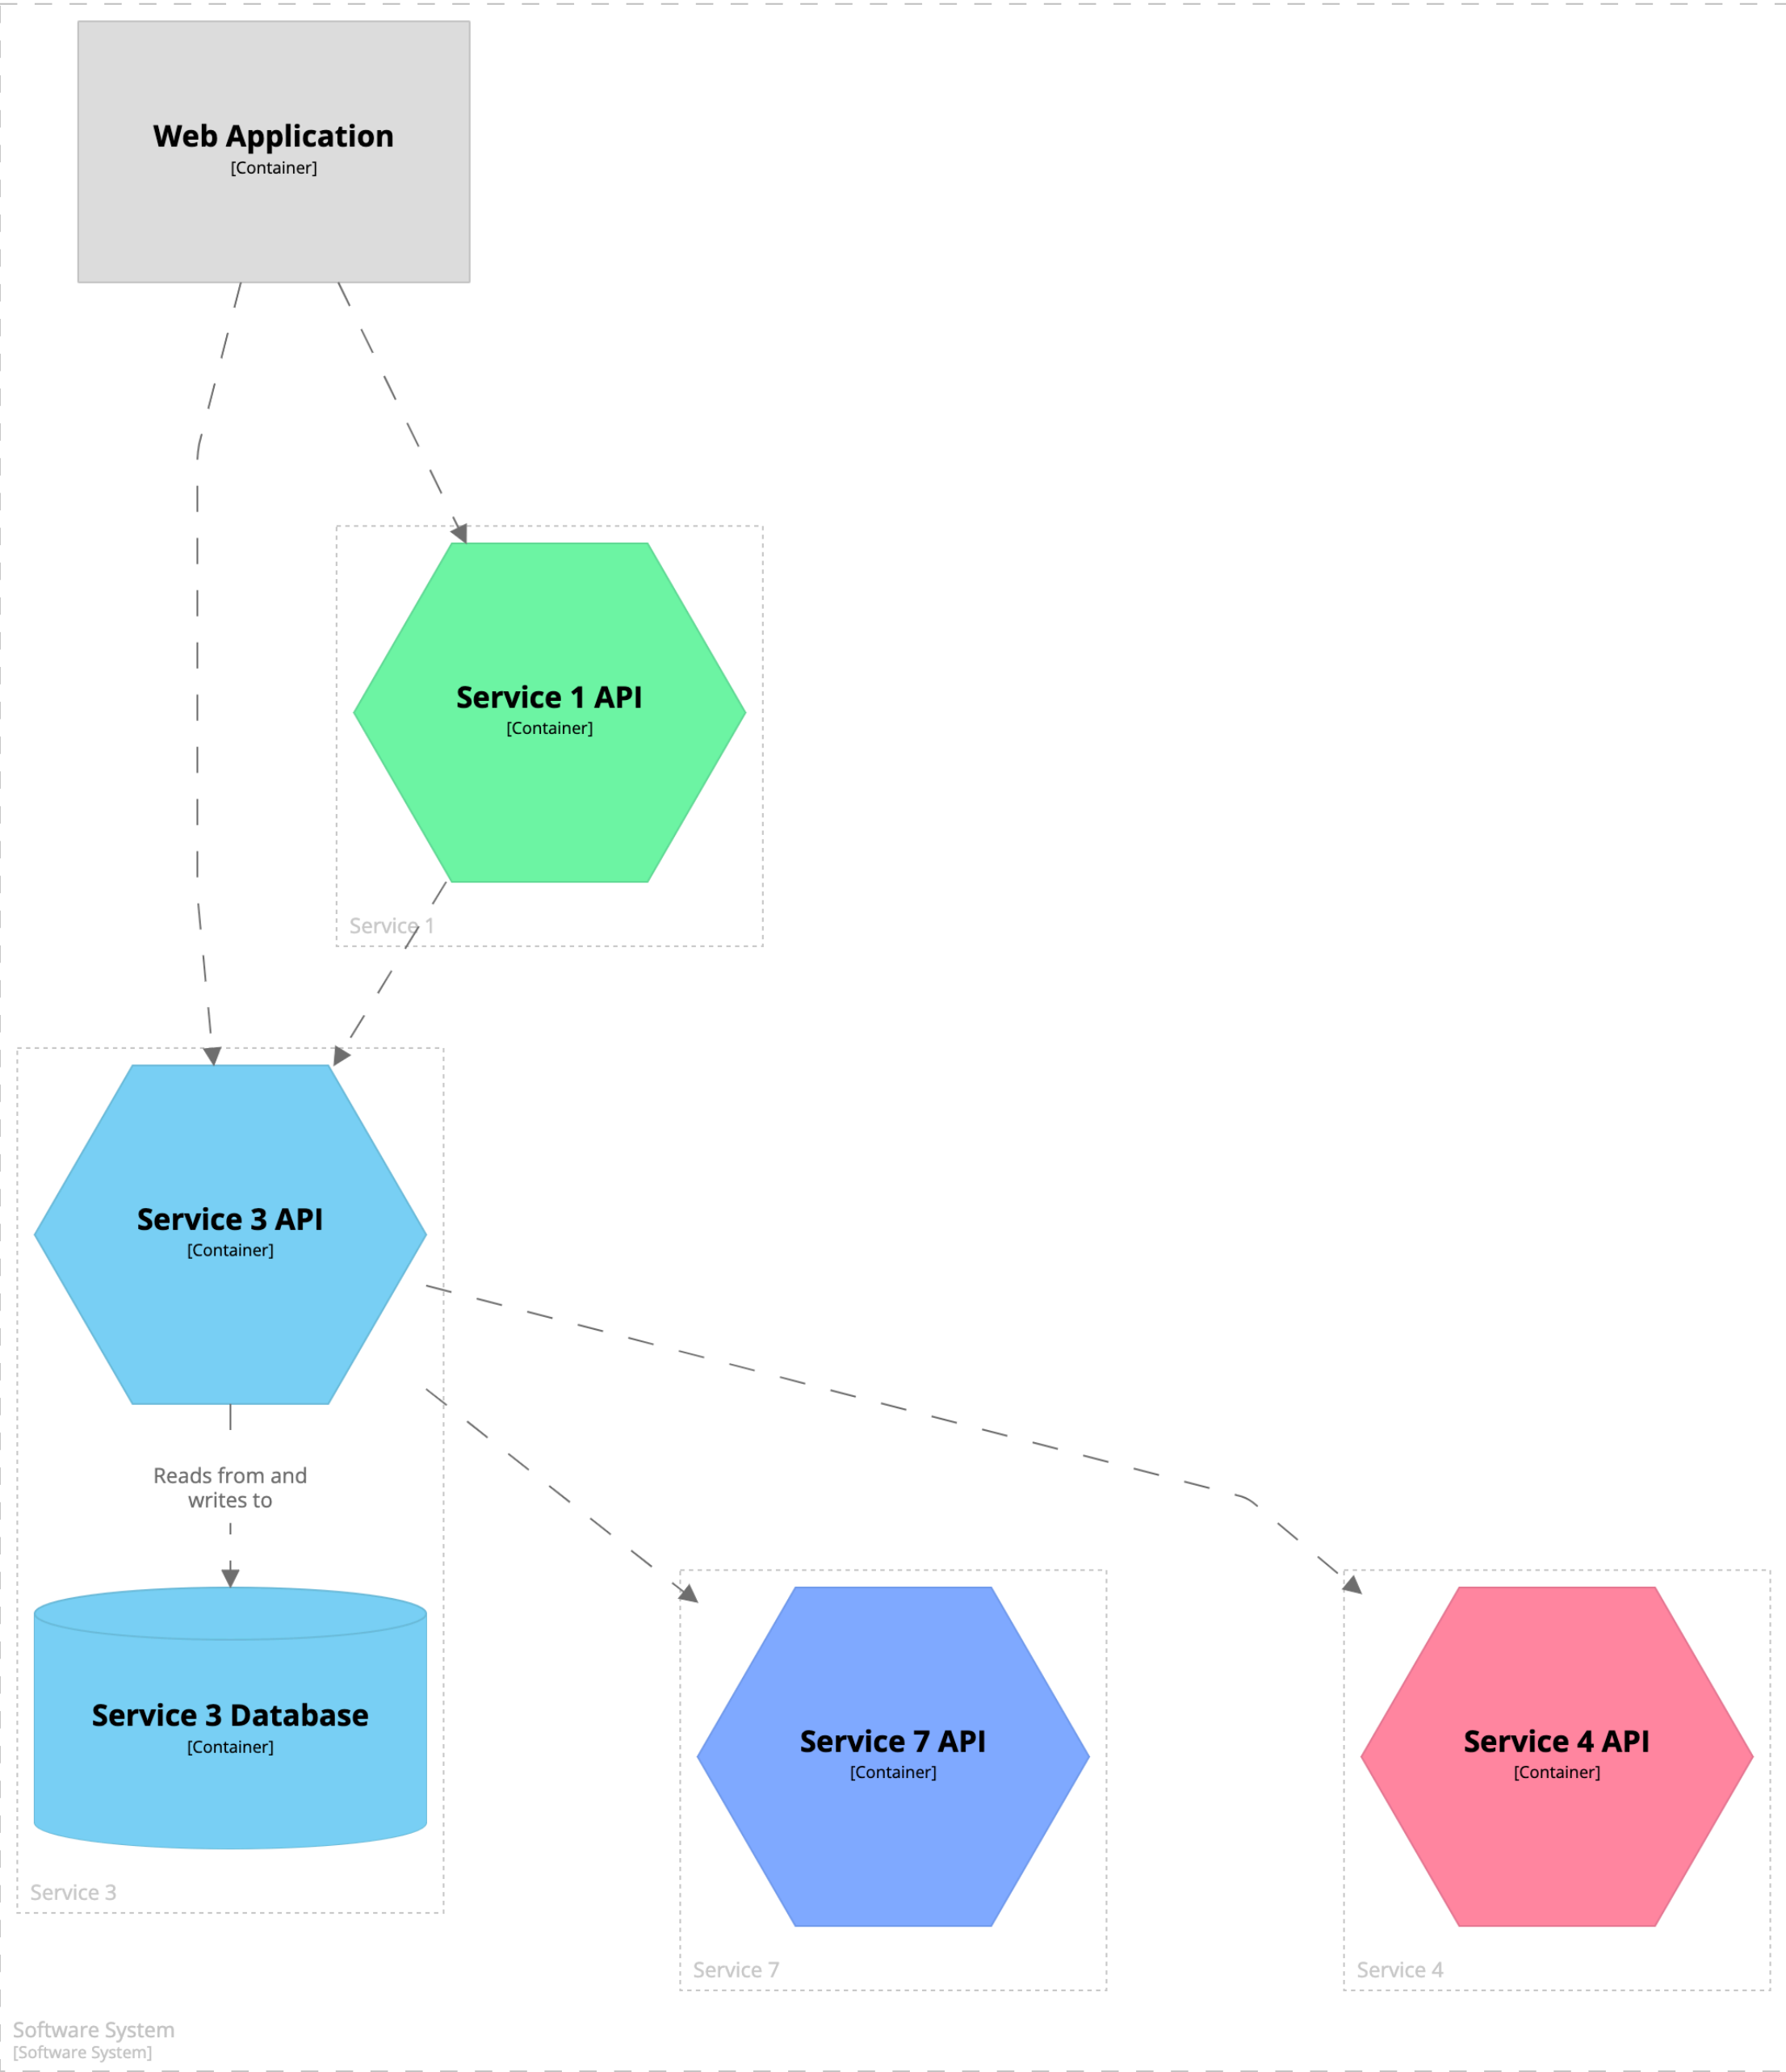 Web Application
[Container]
Service 1 API
[Container]
Service 1
Service 3 API
[Container]
Reads from and
writes to
Service 3 Database
[Container]
Service 3
Service 7 API
[Container]
Service 7
Service 4 API
[Container]
Service 4
Software System
[Software System]